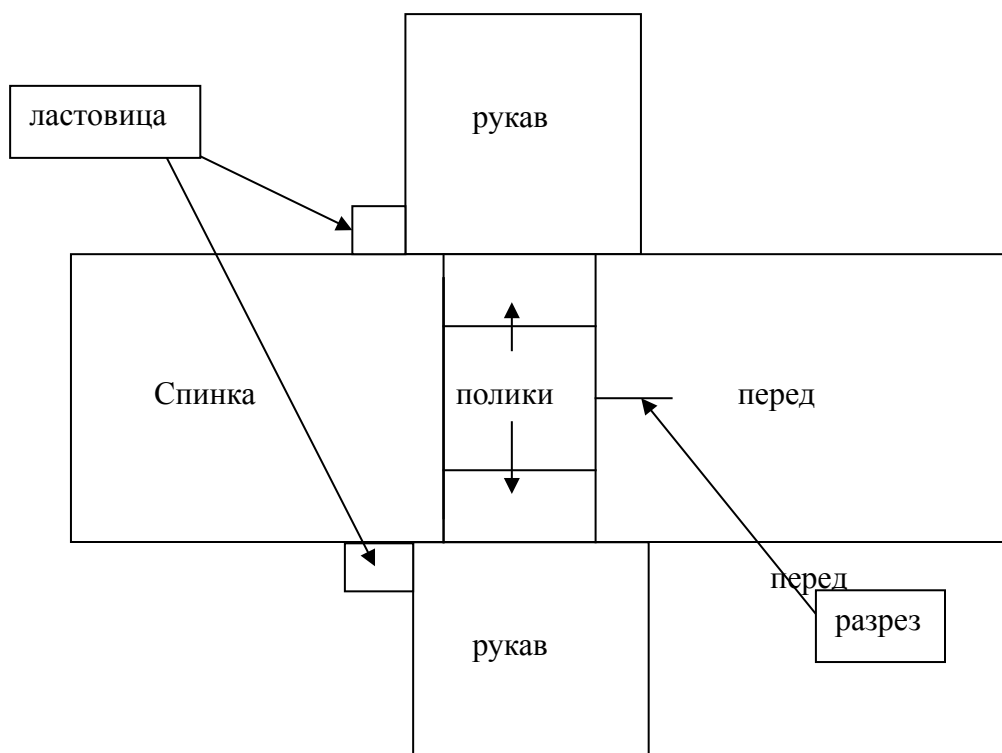 рукав
ластовица
Спинка
полики
перед
перед
разрез
рукав